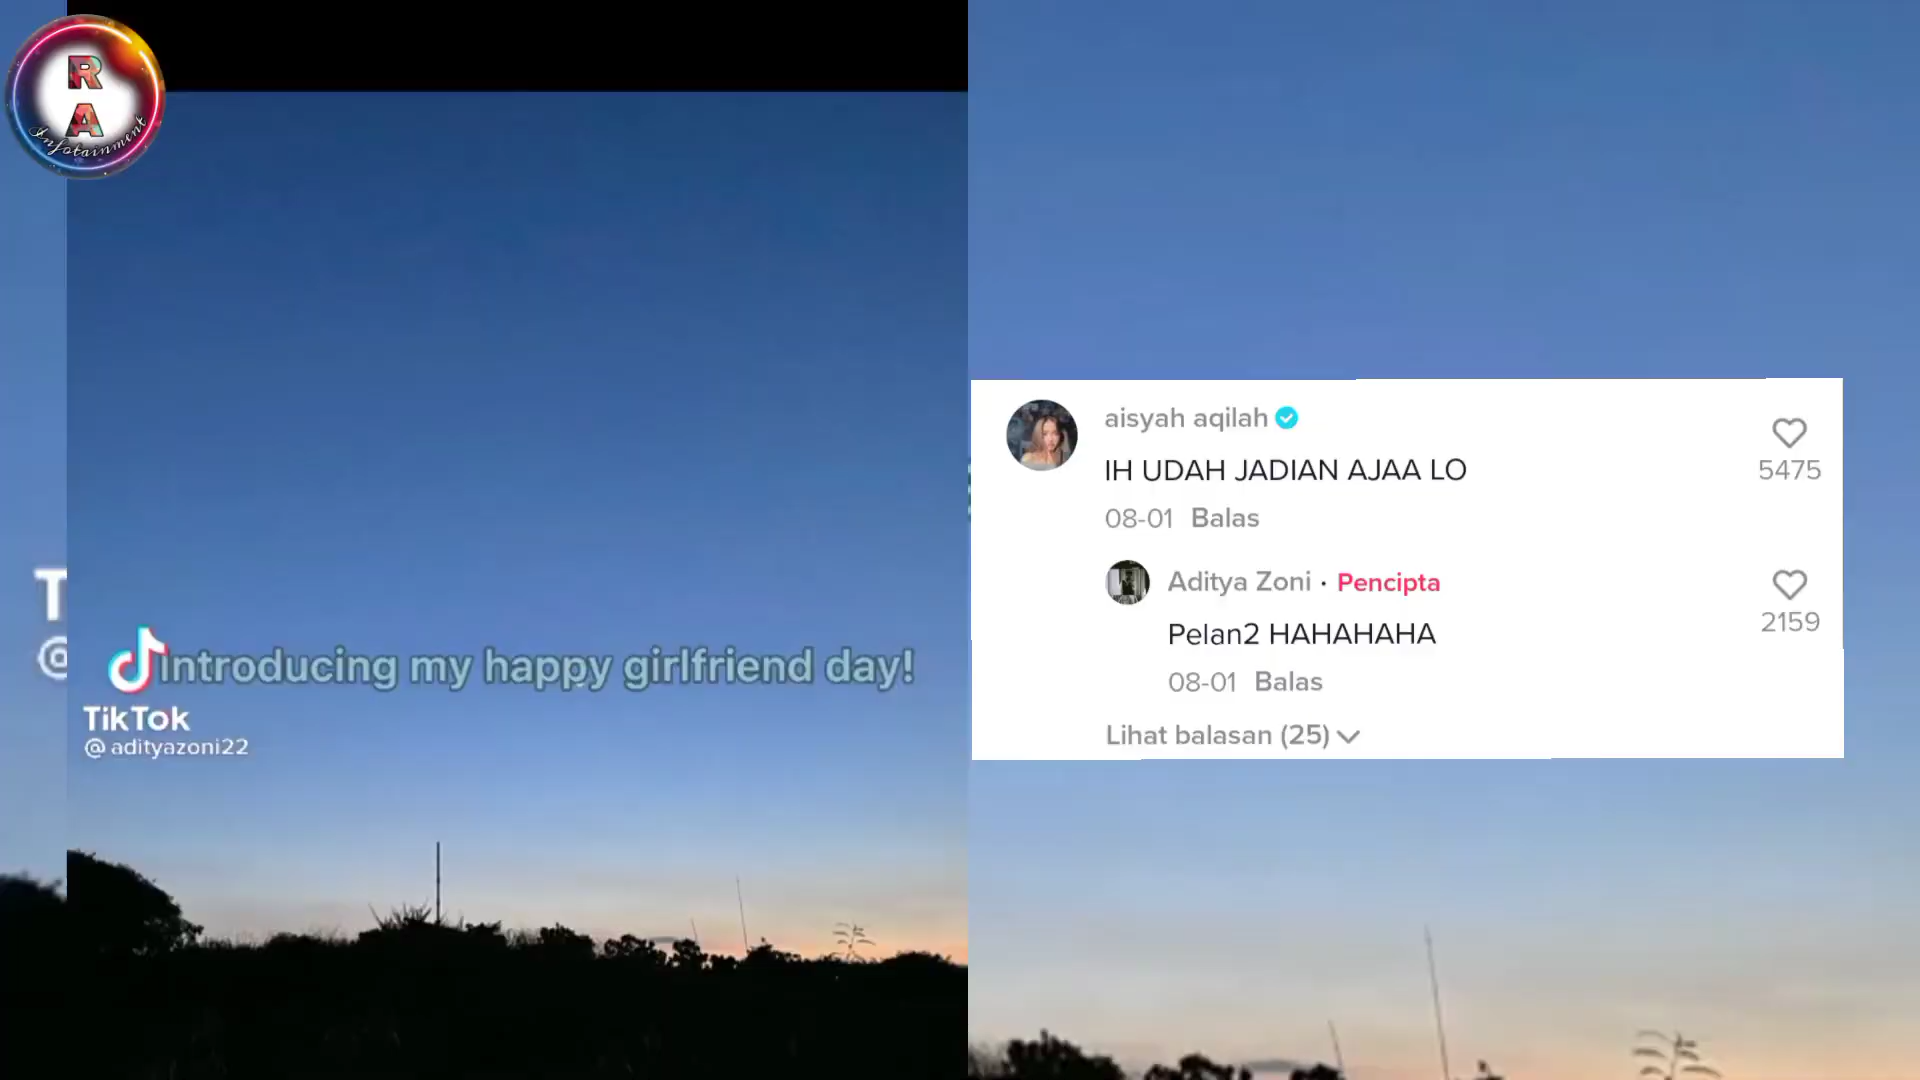 R
A
Infotainment
Introducing my happy girlfriend day!
TikTok
@adityazoni22
T
@
aisyah aqilah
IH UDAH JADIAN AJAA LO
08-01 Balas
5475
Aditya Zoni · Pencipta
Pelan2 HAHAHAHA
08-01 Balas
2159
Lihat balasan (25)